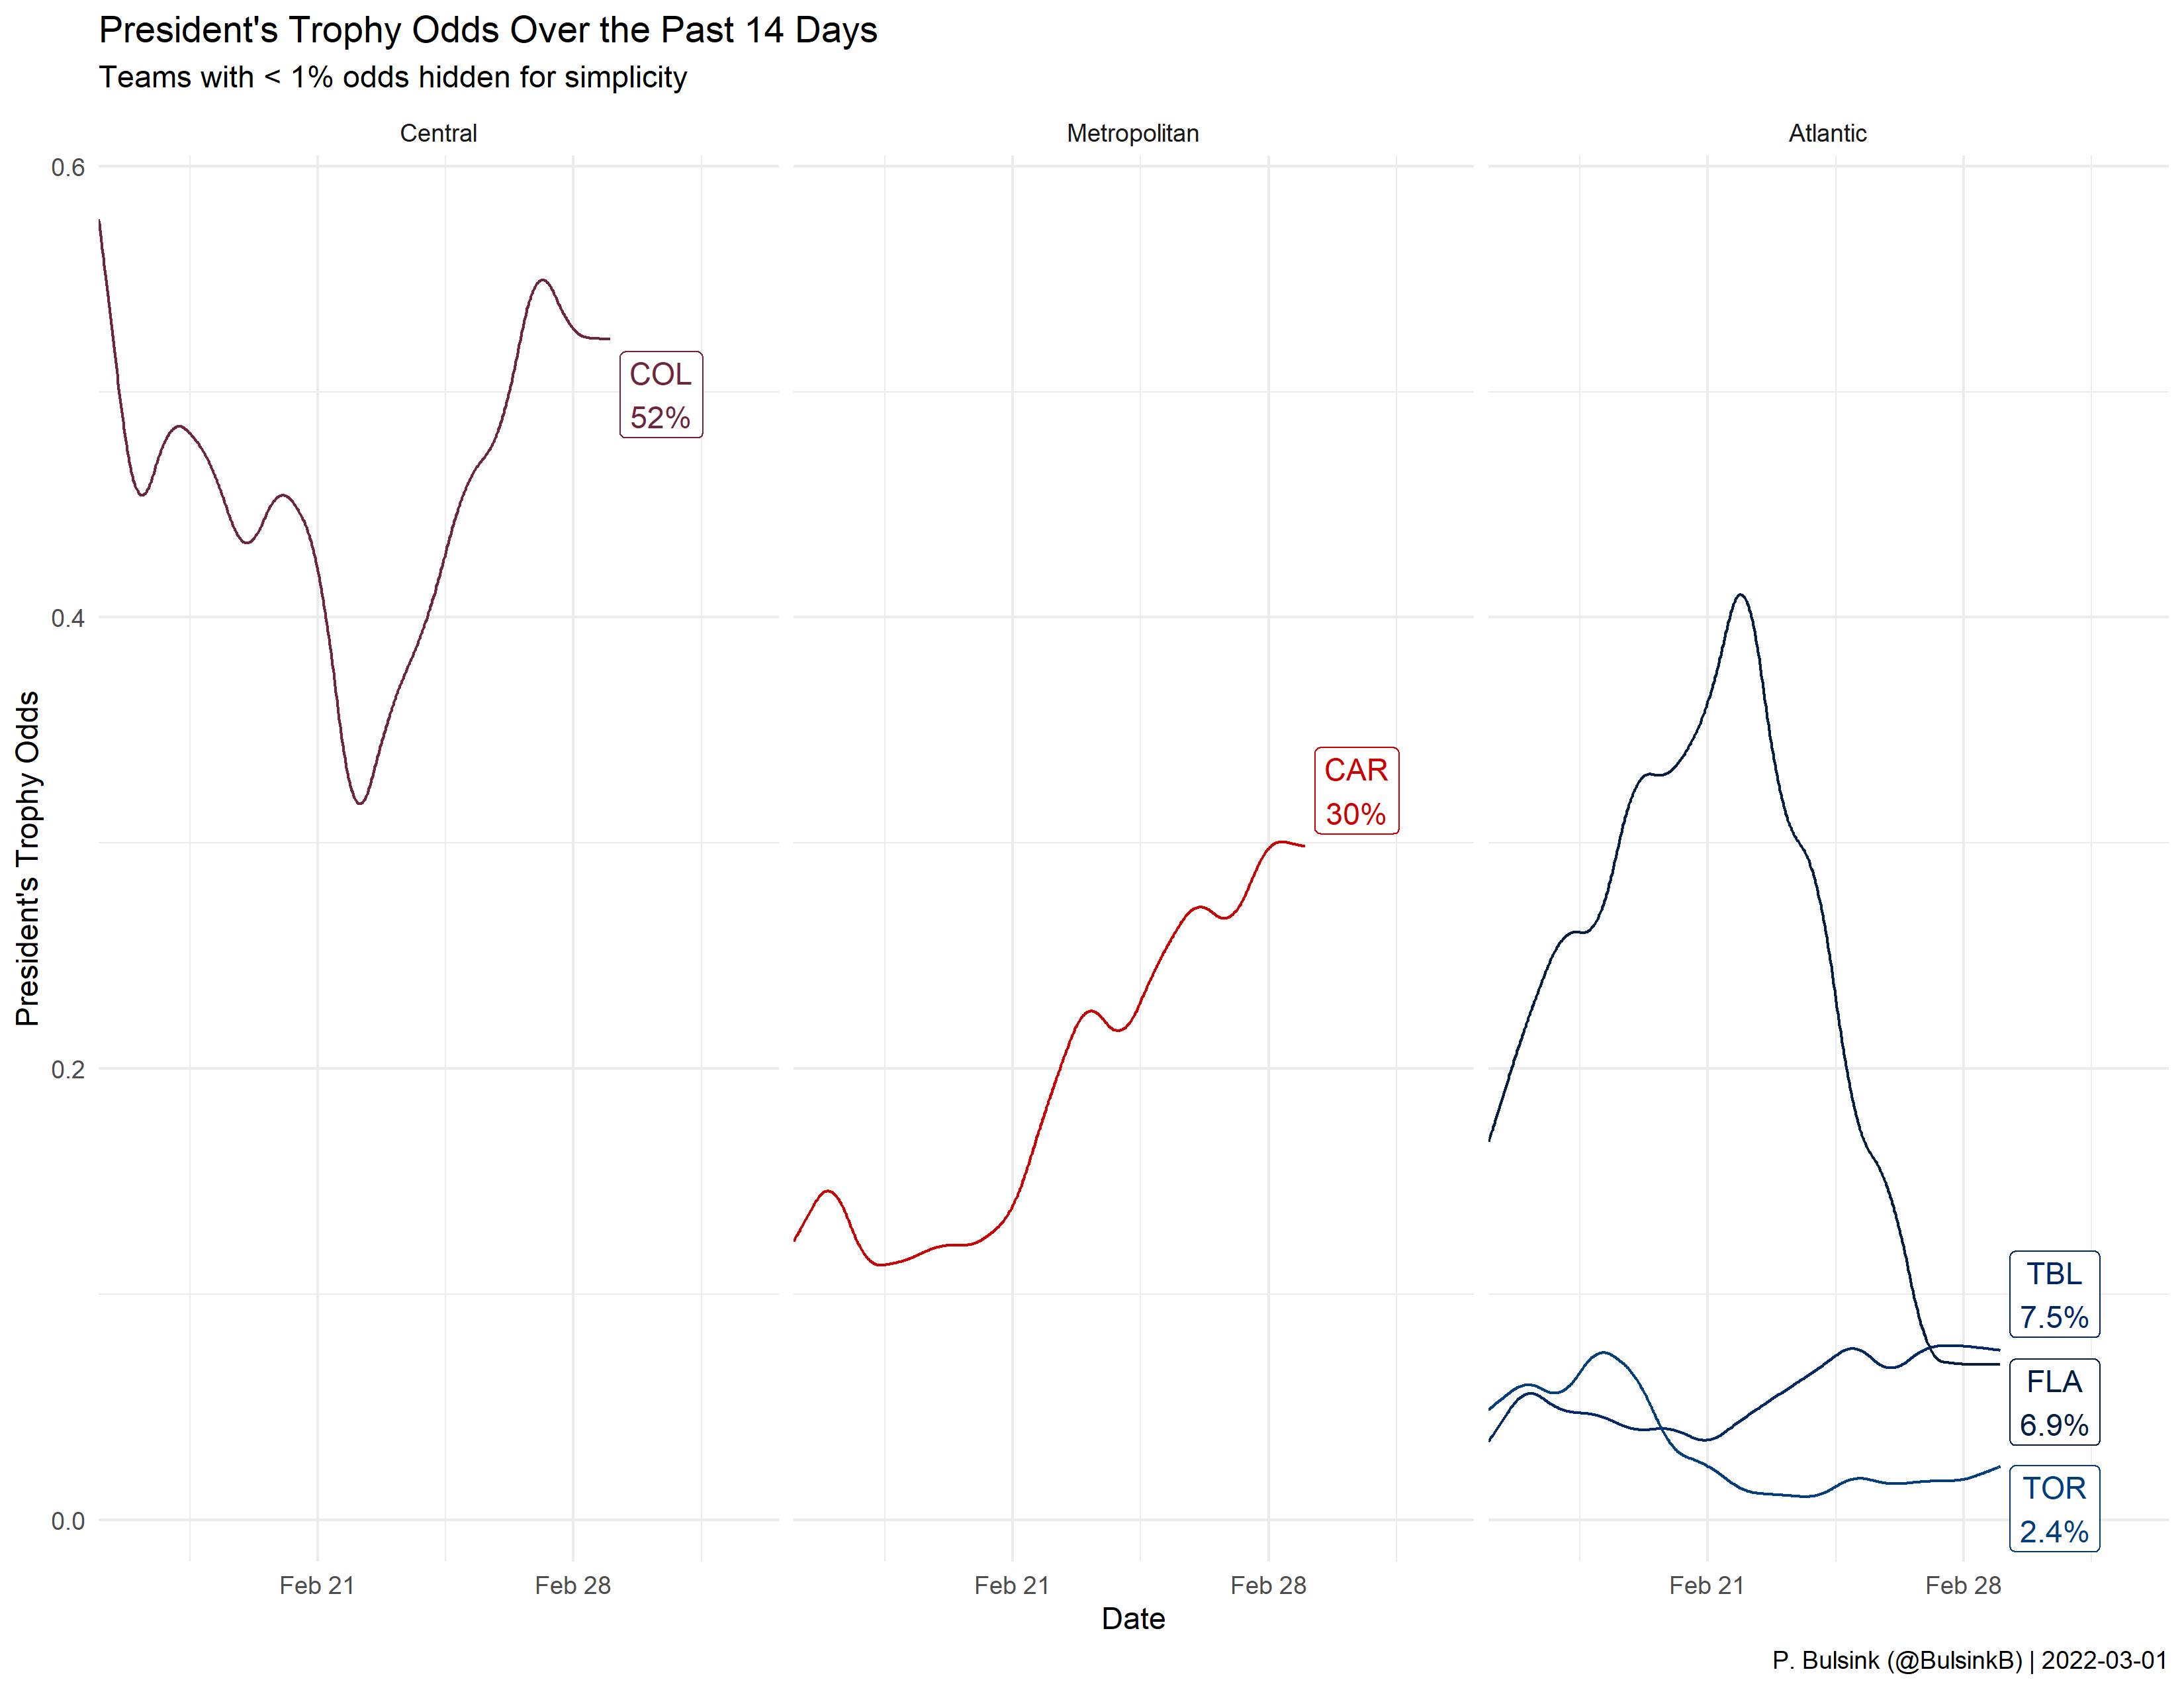 President's Trophy Odds Over the Past 14 Days
Teams with < 1% odds hidden for simplicity
Central
Metropolitan
Atlantic
0.6
0.4
0.2
0.0
President's Trophy Odds
COL
52%
CAR
30%
TBL
7.5%
FLA
6.9%
TOR
2.4%
Feb 21
Feb 28
Feb 21
Feb 28
Feb 21
Feb 28
Date
P. Bulsink (@BulsinkB) | 2022-03-01